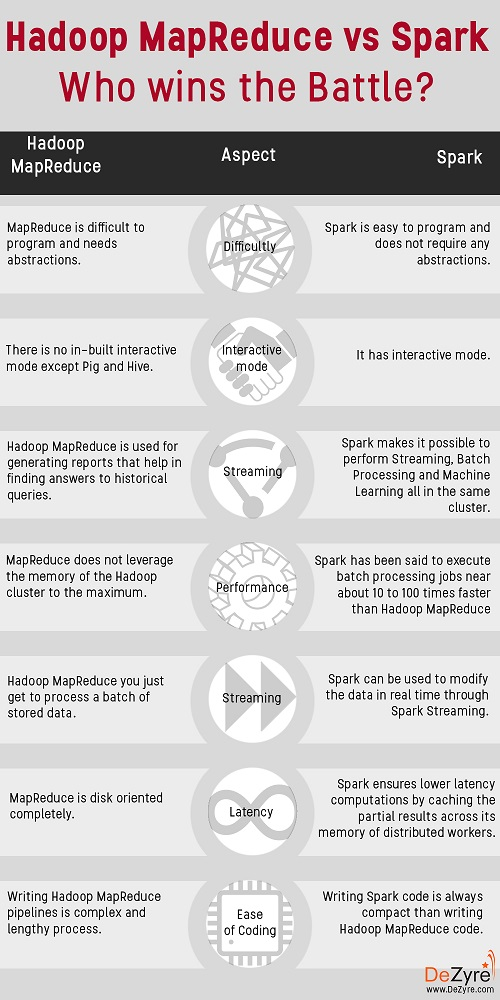 Hadoop MapReduce vs Spark
Who wins the Battle?
Hadoop
MapReduce
Aspect
Spark
MapReduce is difficult to
program and needs
abstractions.
Difficultly
Spark is easy to program and
does not require any
abstractions.
There is no in-built interactive
mode except Pig and Hive.
Interactive
mode
It has interactive mode.
Hadoop MapReduce is used for
generating reports that help in
finding answers to historical
queries.
Streaming
Spark makes it possible to
perform Streaming, Batch
Processing and Machine
Learning all in the same
cluster.
MapReduce does not leverage
the memory of the Hadoop
cluster to the maximum.
Performance
Spark has been said to execute
batch processing jobs near
about 10 to 100 times faster
than Hadoop MapReduce
Hadoop MapReduce you just
get to process a batch of
stored data.
Streaming
Spark can be used to modify
the data in real time through
Spark Streaming.
MapReduce is disk oriented
completely.
Latency
Spark ensures lower latency
computations by caching the
partial results across its
memory of distributed workers.
Writing Hadoop MapReduce
pipelines is complex and
lengthy process.
Ease
of Coding
Writing Spark code is always
compact than writing
Hadoop MapReduce code.
DeZyre
www.DeZyre.com